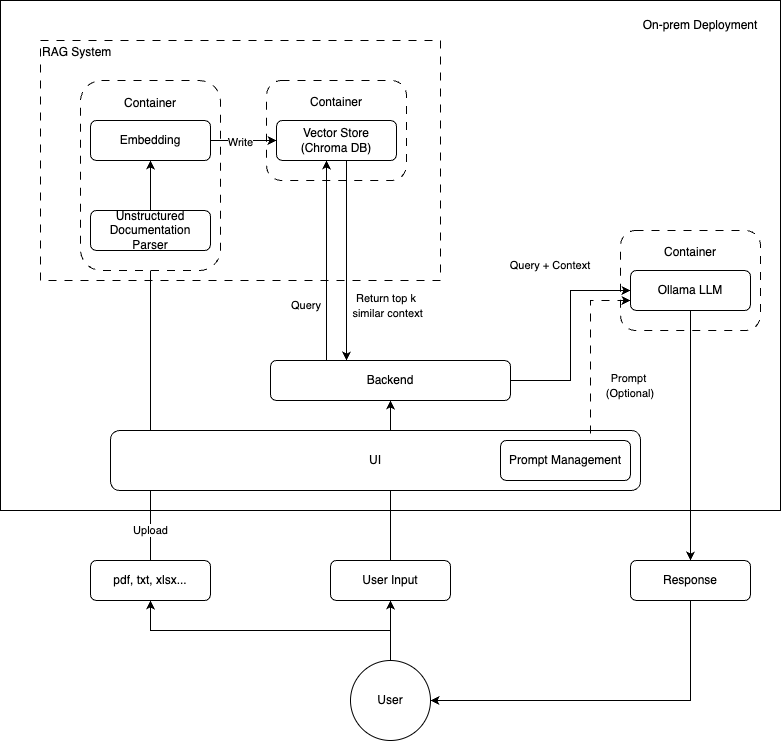 On-prem Deployment
RAG System
Container
Container
Embedding
Write
Vector Store
(Chroma DB)
Unstructured
Documentation
Parser
Container
Query + Context
Ollama LLM
Query
Return top k
similar context
Backend
Prompt
(Optional)
UI
Prompt Management
Upload
pdf, txt, xlsx...
User Input
Response
User